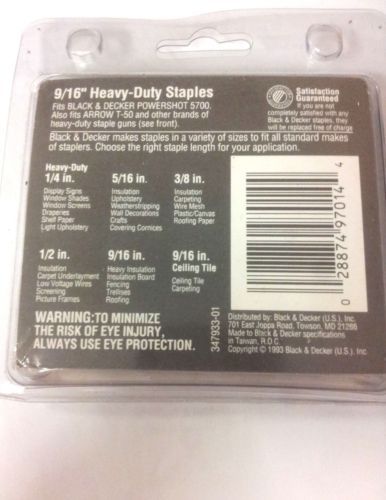 9/16" Heavy-Duty Staples
Fits BLACK & DECKER POWERSHOT 5700.
Also fits ARROW T-50 and other brands of
heavy-duty staple guns (see front).
Satisfaction
Guaranteed
If you are not
completely satisfied with any
Black & Decker staples, they
will be replaced free of charge
Black & Decker makes staples in a variety of sizes to fit all standard makes
of staplers. Choose the right staple length for your application.
Heavy-Duty
1/4 in.
Display Signs
Window Shades
Window Screens
Draperies
Shelf Paper
Light Upholstery
5/16 in.
Insulation
Upholstery
Weatherstripping
Wall Decorations
Crafts
Covering Cornices
3/8 in.
Insulation
Carpeting
Wire Mesh
Plastic/Canvas
Roofing Paper
1/2 in.
Insulation
Carpet Underlayment
Low Voltage Wires
Screening
Picture Frames
9/16 in.
Heavy Insulation
Insulation Board
Fencing
Trellises
Roofing
9/16 in.
Ceiling Tile
Ceiling Tile
Carpeting
0 28874 97014 4
WARNING: TO MINIMIZE
THE RISK OF EYE INJURY,
ALWAYS USE EYE PROTECTION.
347933-01
Distributed by: Black & Decker (U.S.), Inc.
701 East Joppa Road, Towson, MD 21286
Made to Black & Decker specifications
in Taiwan, R.O.C.
Copyright © 1993 Black & Decker (U.S.), Inc.